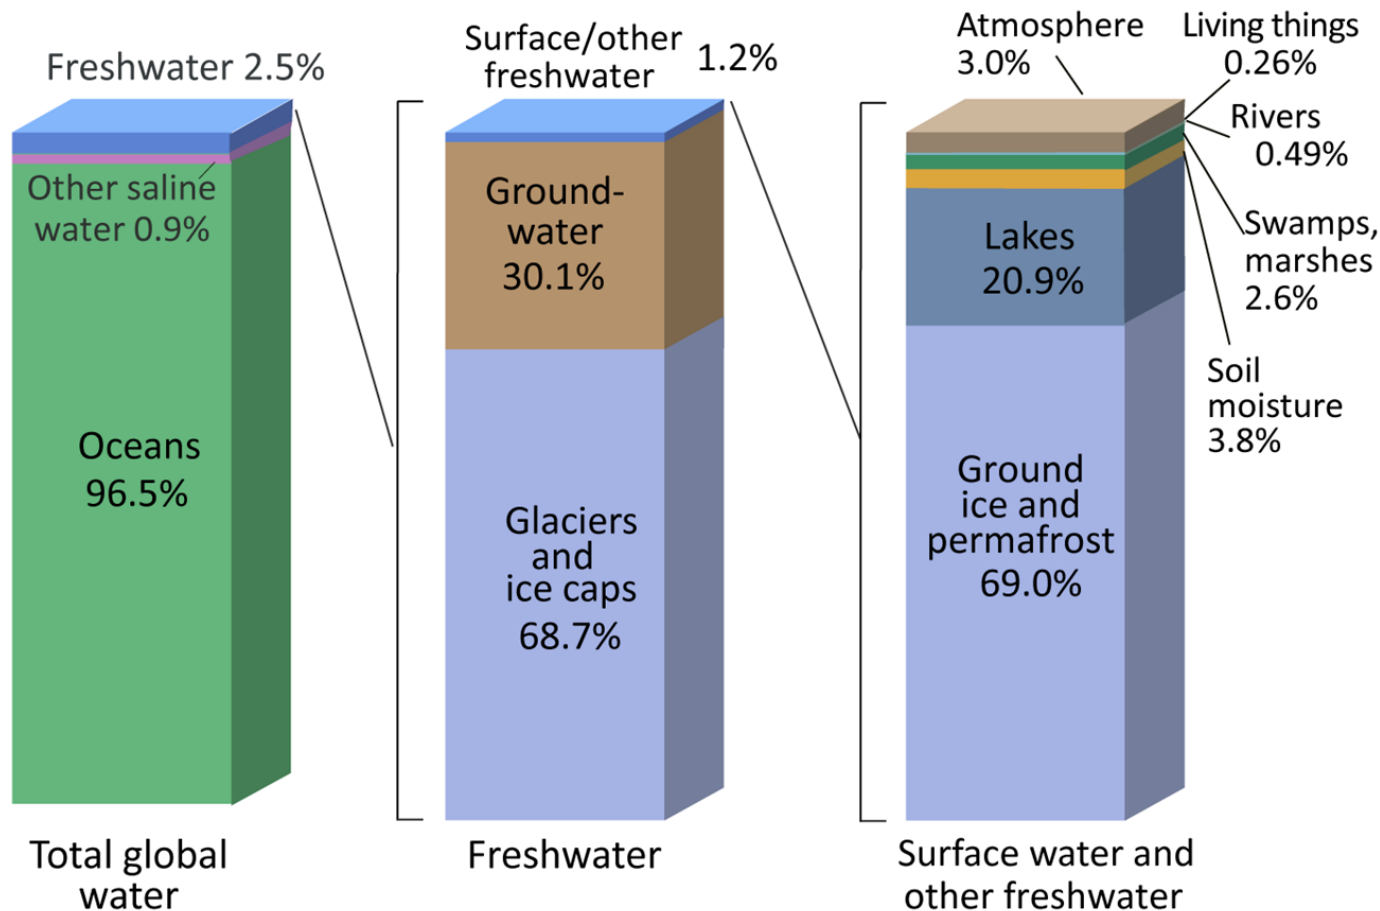 Freshwater 2.5%
Other saline
water 0.9%
Oceans
96.5%
Total global
water
Surface/other
freshwater
1.2%
Ground-
water
30.1%
Glaciers
and
ice caps
68.7%
Freshwater
Atmosphere
3.0%
Living things
0.26%
Rivers
0.49%
Swamps,
marshes
2.6%
Soil
moisture
3.8%
Lakes
20.9%
Ground
ice and
permafrost
69.0%
Surface water and
other freshwater